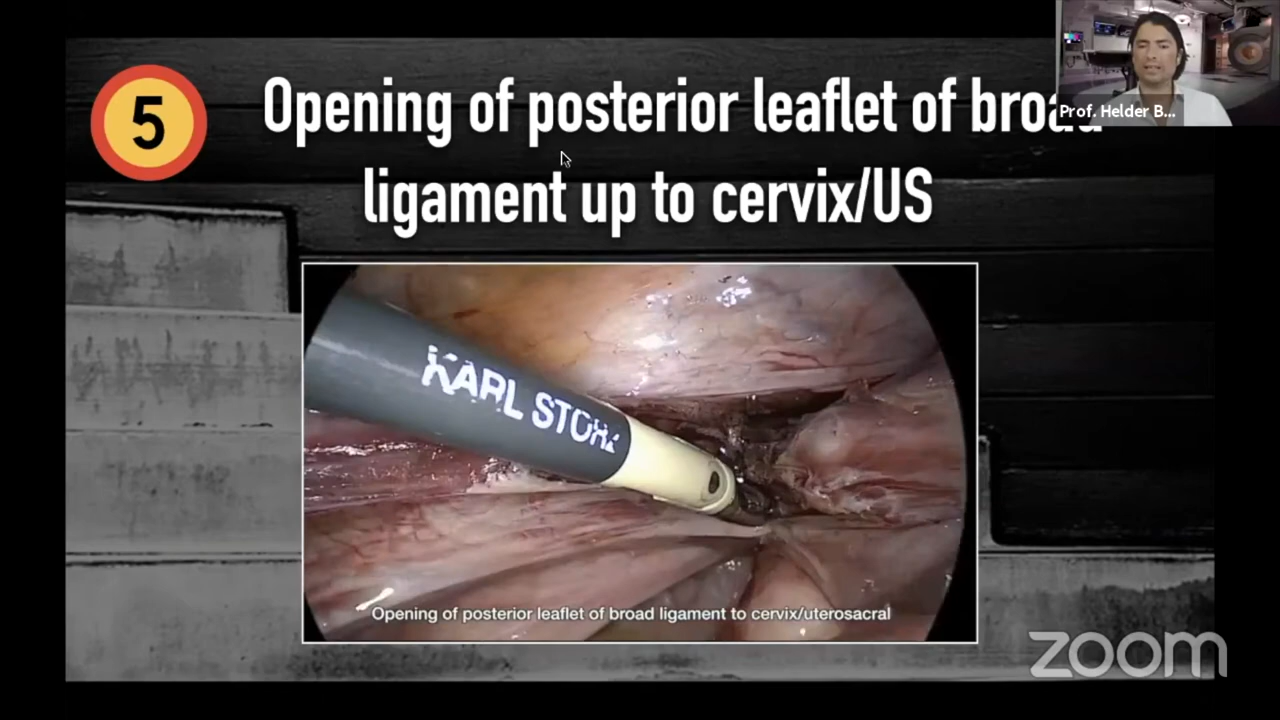 5
Opening of posterior leaflet of broad
ligament up to cervix/US
Prof. Helder B...
KARL STORZ
Opening of posterior leaflet of broad ligament to cervix/uterosacral
zoom